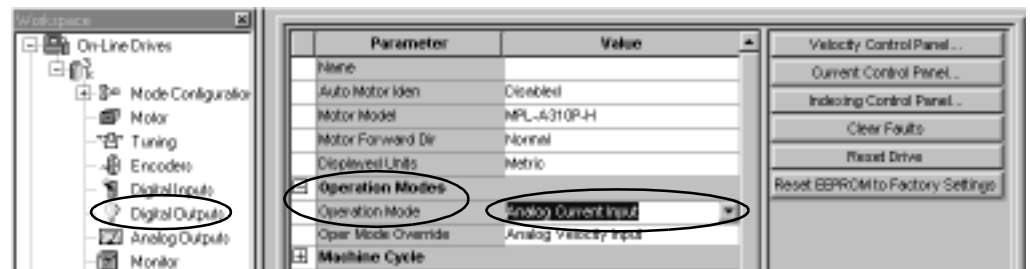 Workspace
On-Line Drives
Mode Configuration
Motor
Tuning
Encoders
Digital Inputs
Digital Outputs
Analog Outputs
Monitor
Parameter Value
Name
Auto Motor Iden Disabled
Motor Model MPL-A310P-H
Motor Forward Dir Normal
Displayed Units Metric
Operation Modes
Operation Mode Analog Current Input
Oper Mode Override Analog Velocity Input
Machine Cycle
Velocity Control Panel...
Current Control Panel...
Indexing Control Panel...
Clear Faults
Reset Drive
Reset EEPROM to Factory Settings